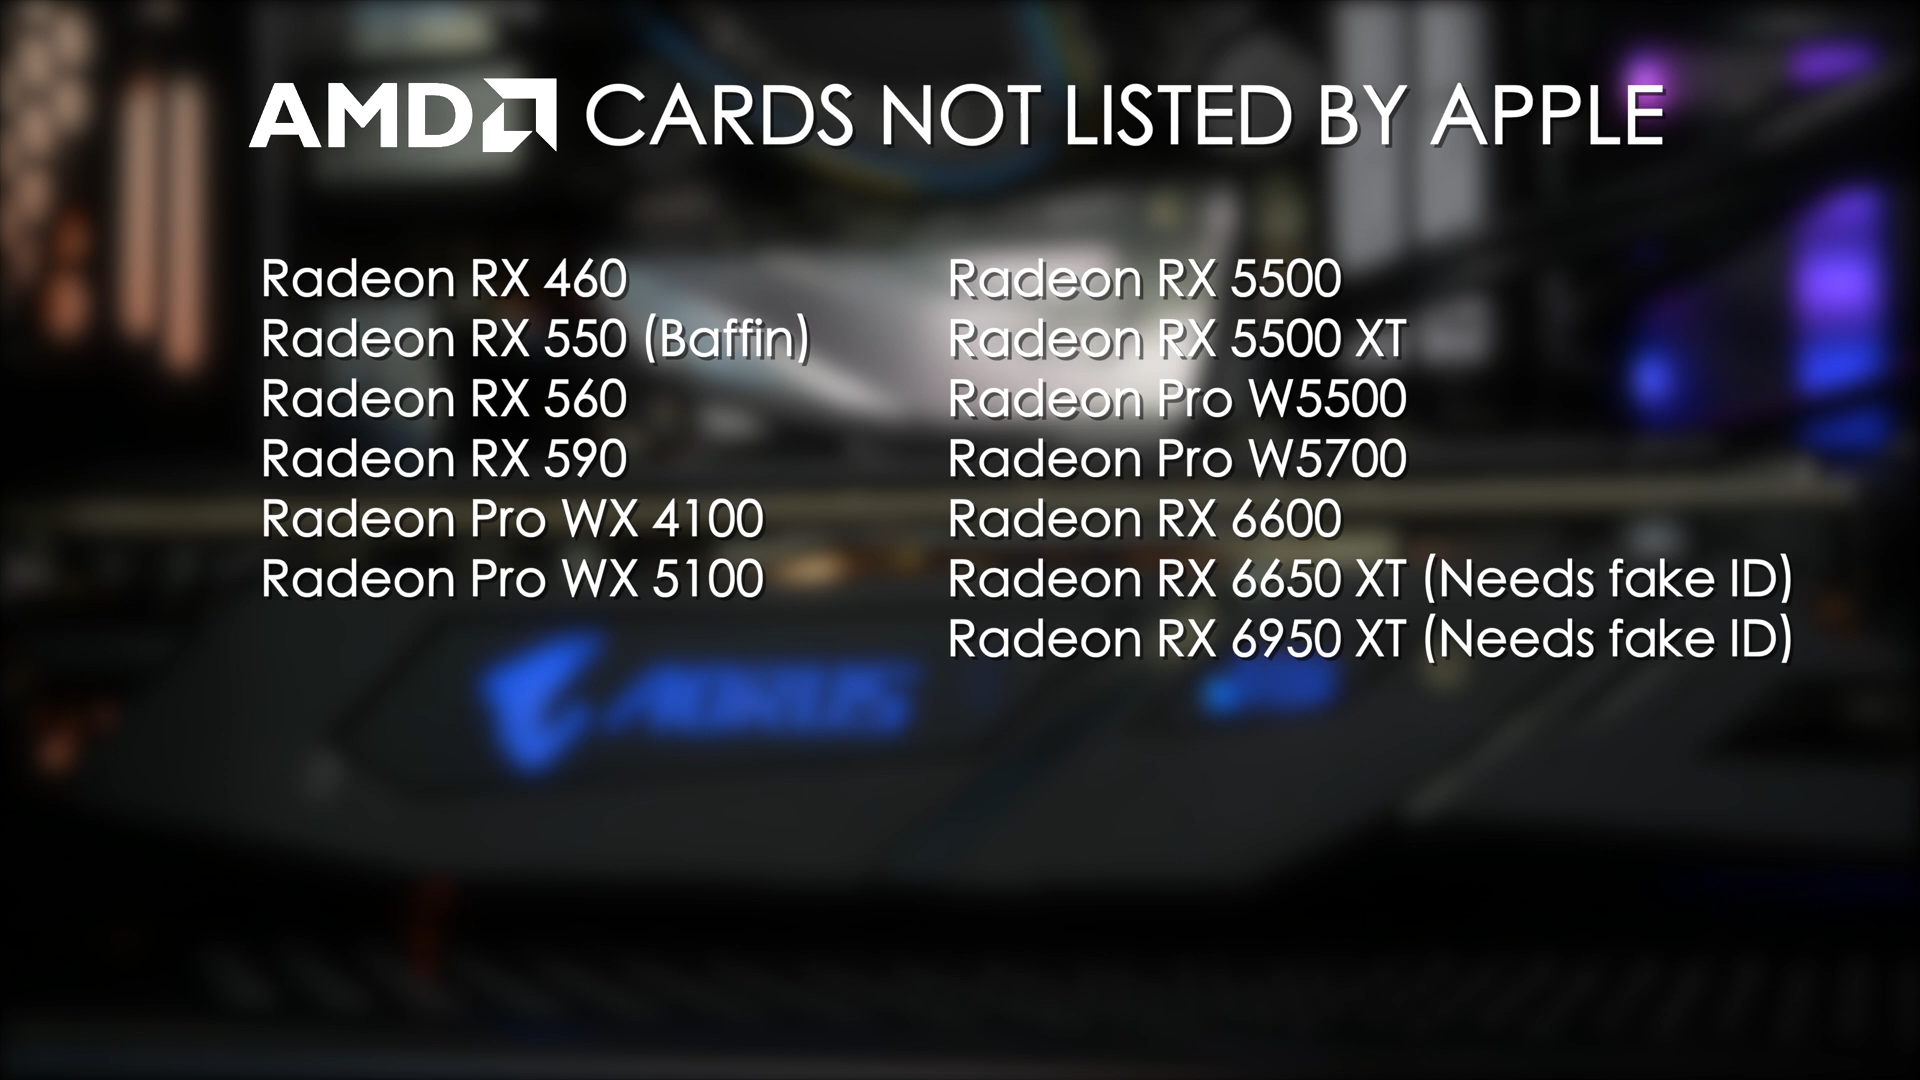 AMD CARDS NOT LISTED BY APPLE
Radeon RX 460
Radeon RX 550 (Baffin)
Radeon RX 560
Radeon RX 590
Radeon Pro WX 4100
Radeon Pro WX 5100
Radeon RX 5500
Radeon RX 5500 XT
Radeon Pro W5500
Radeon Pro W5700
Radeon RX 6600
Radeon RX 6650 XT (Needs fake ID)
Radeon RX 6950 XT (Needs fake ID)
AORUS